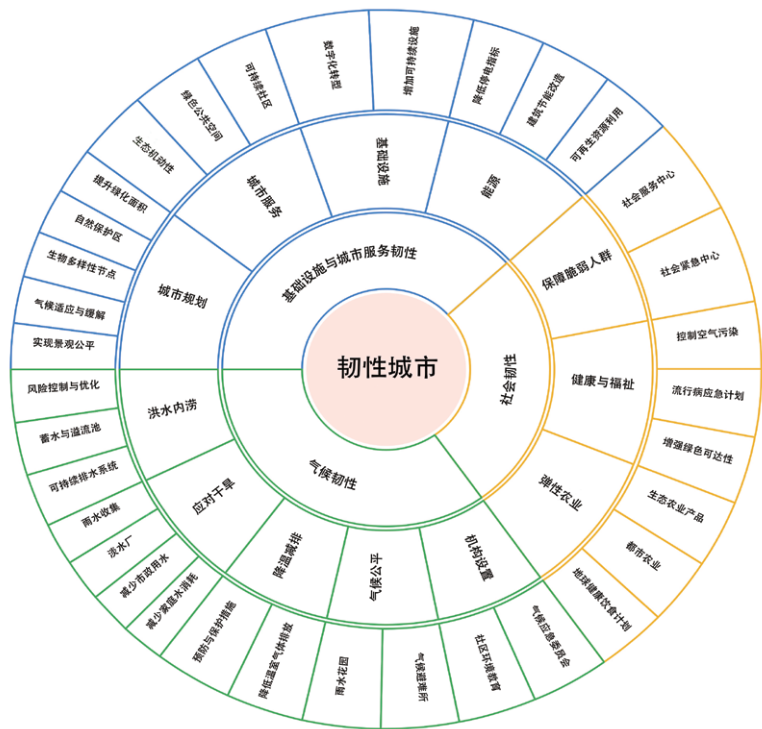 韧性城市
基础设施与城市服务韧性
社会韧性
气候韧性
城市规划
城市服务
基础设施
能源
保障脆弱人群
健康与福祉
弹性农业
机构设置
气候公平
降温减排
应对干旱
洪水内涝
实现景观公平
气候适应与缓解
生物多样性节点
自然保护区
提升绿化面积
生态机动性
绿色公共空间
可持续社区
数字化转型
增加可持续设施
降低停电指标
建筑节能改造
可再生资源利用
社会服务中心
社会紧急中心
控制空气污染
流行病应急计划
增强绿色可达性
生态农业产品
都市农业
地球健康饮食计划
气候应急委员会
社区环境教育
气候避难所
雨水花园
降低温室气体排放
预防与保护措施
减少家庭水消耗
减少市政用水
淡水厂
雨水收集
可持续排水系统
蓄水与溢流池
风险控制与优化